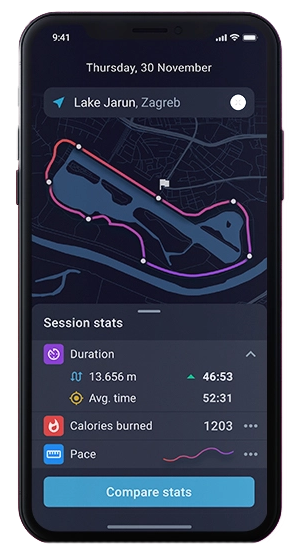 9:41
Thursday, 30 November
Lake Jarun, Zagreb
Session stats
Duration
13.656 m 46:53
Avg. time 52:31
Calories burned 1203
Pace
Compare stats